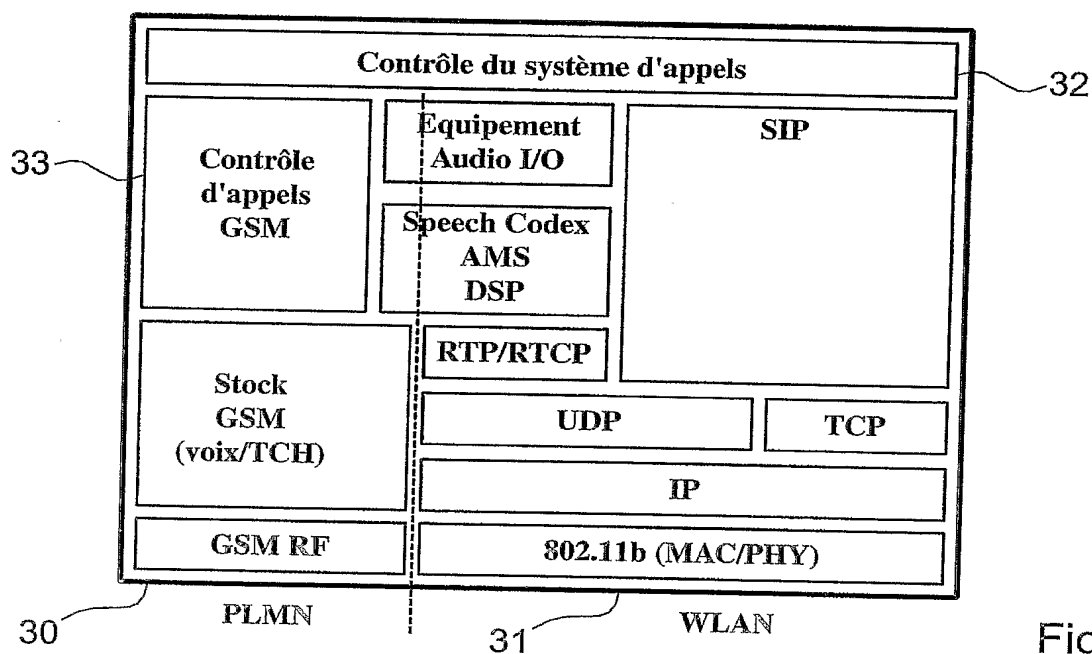 Contrôle du système d'appels
32
33
Contrôle
d'appels
GSM
Equipement
Audio I/O
SIP
Speech Codex
AMS
DSP
RTP/RTCP
Stock
GSM
(voix/TCH)
UDP
TCP
IP
GSM RF
802.11b (MAC/PHY)
30
PLMN
31
WLAN
Fic